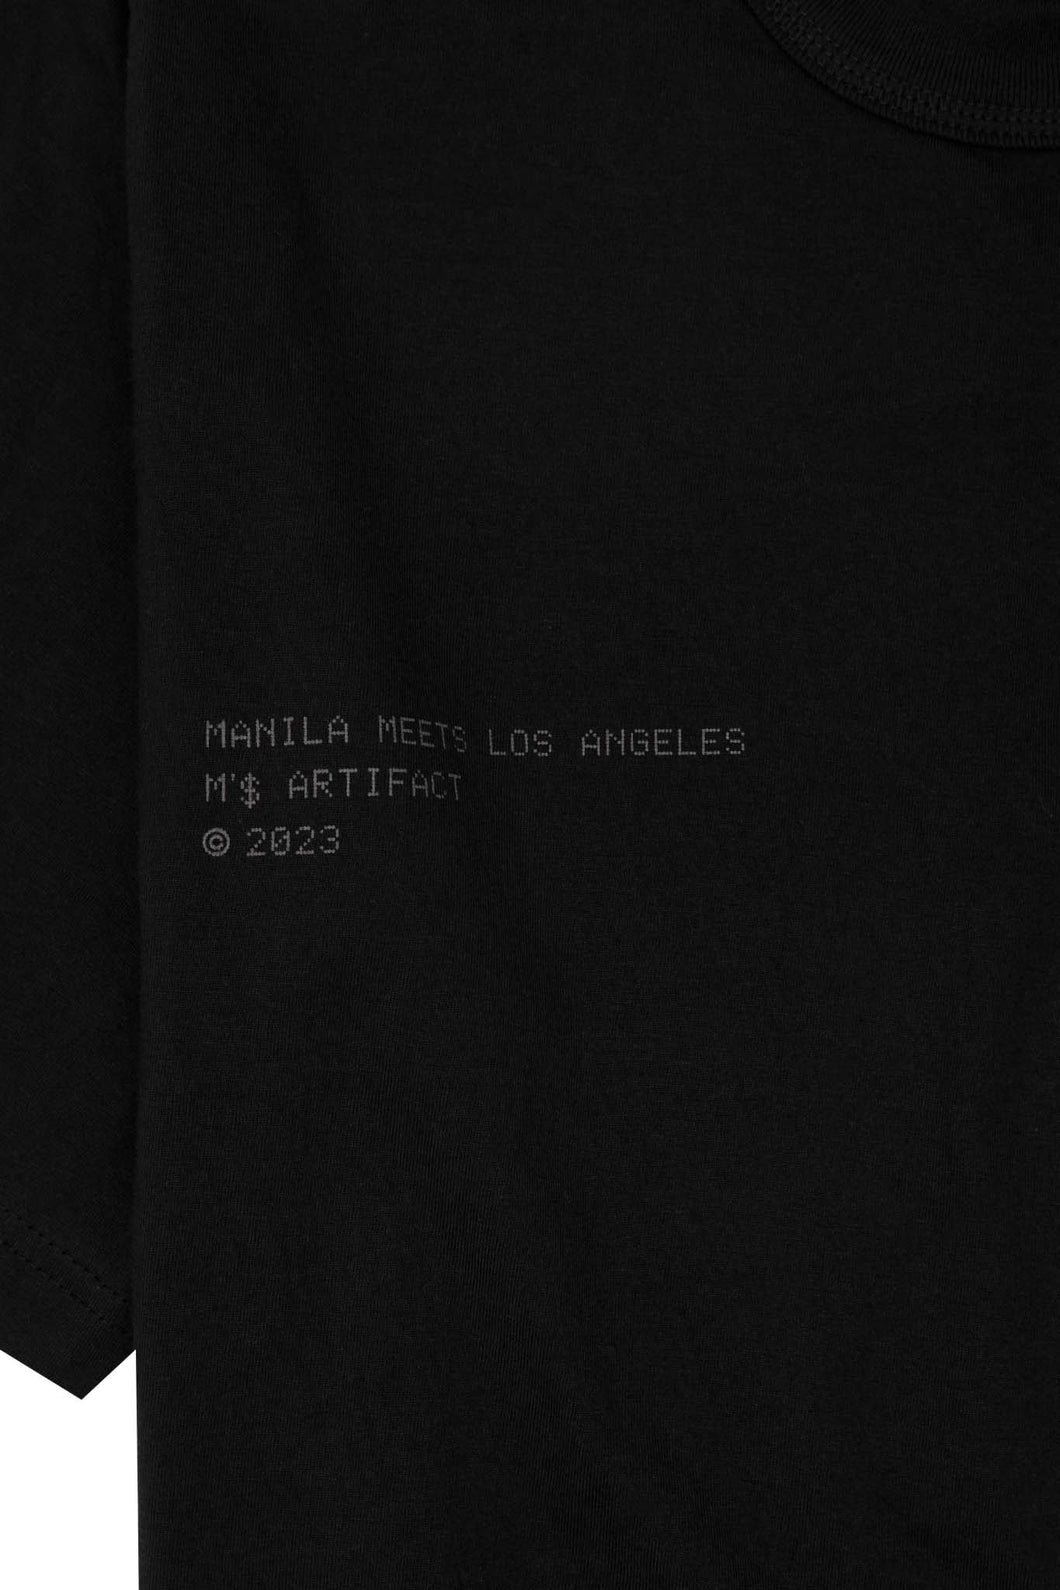 MANILA MEETS LOS ANGELES
M'$ ARTIFACT
© 2023